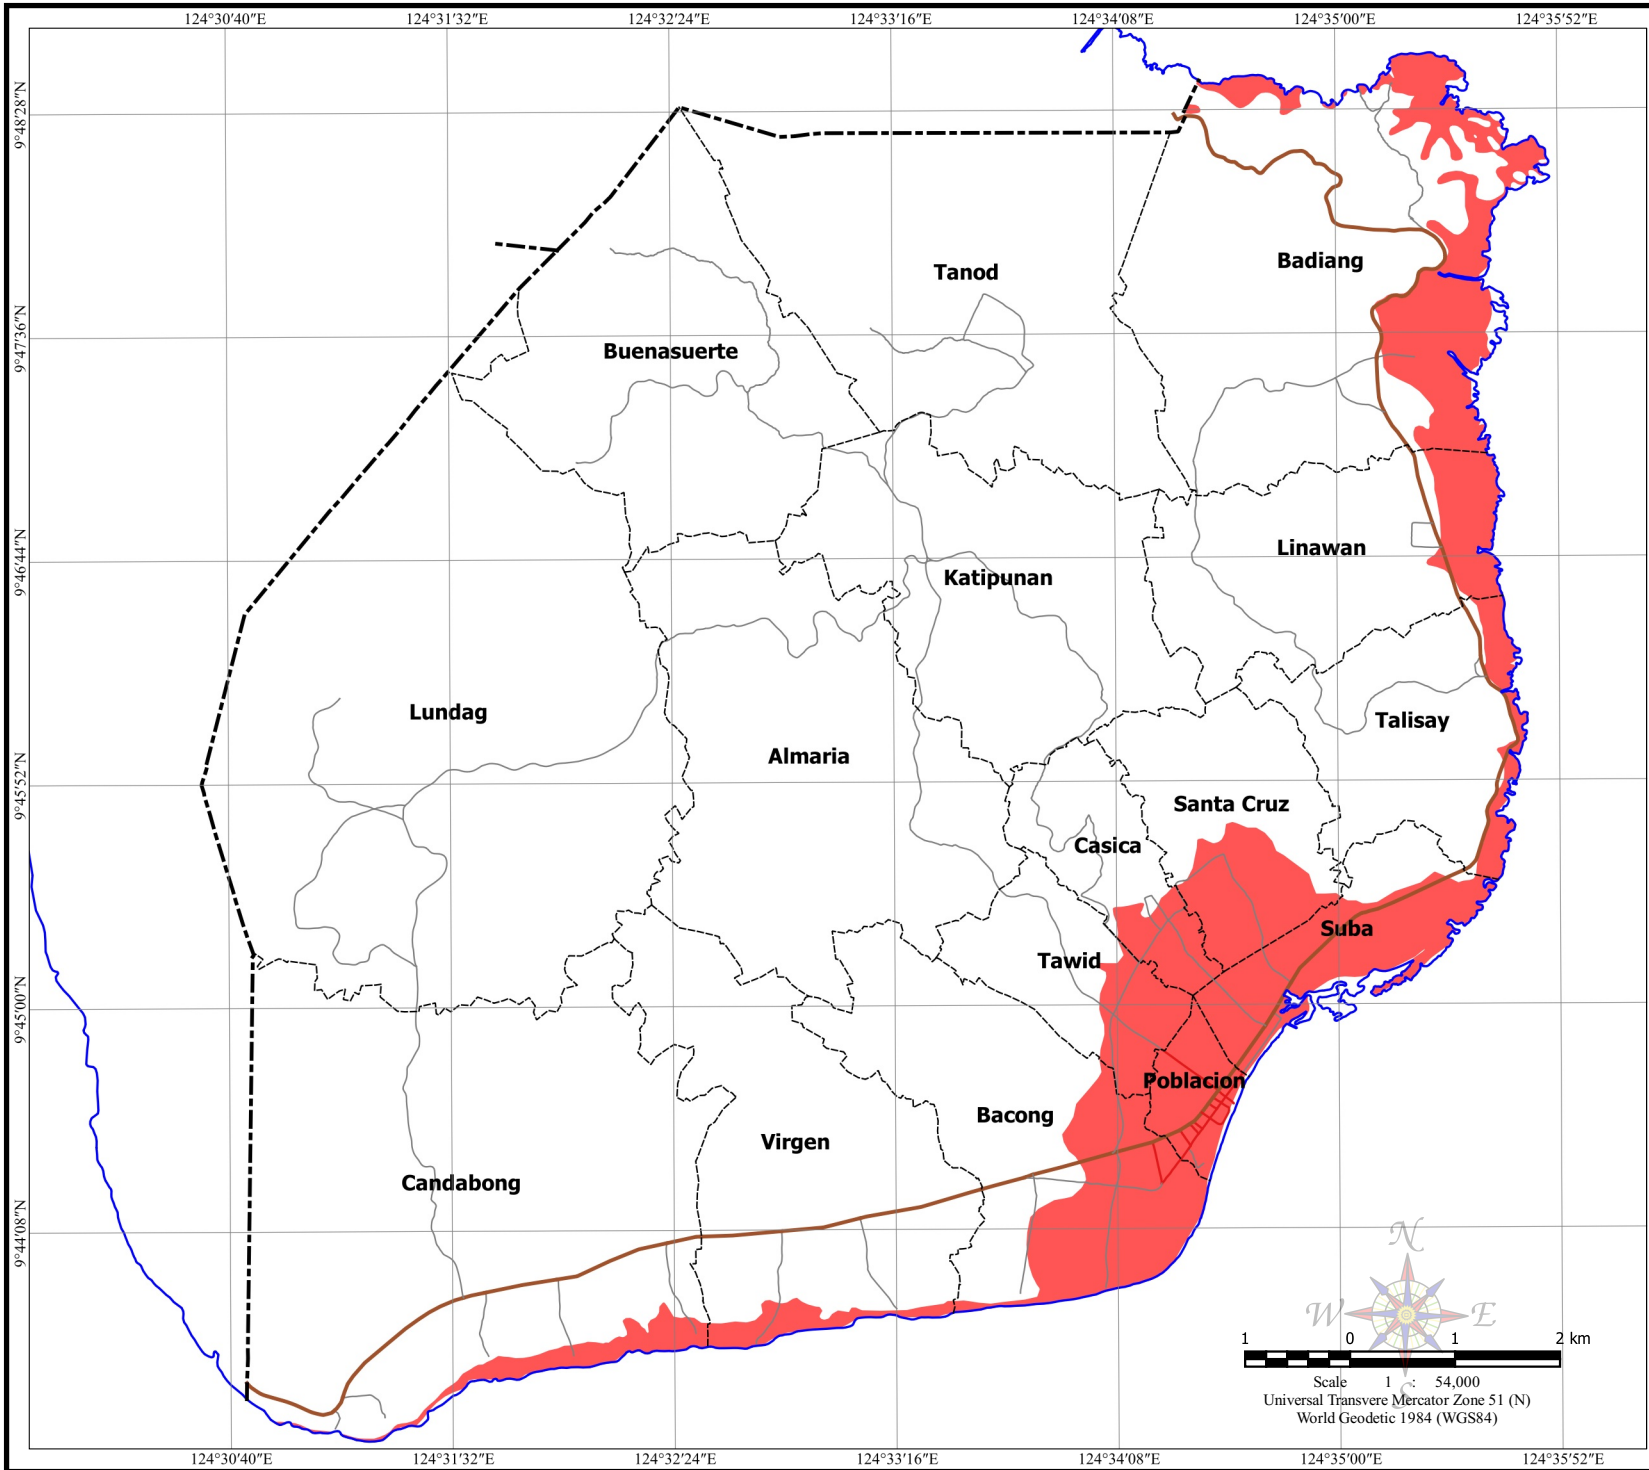 124°30′40″E 124°31′32″E 124°32′24″E 124°33′16″E 124°34′08″E 124°35′00″E 124°35′52″E
9°48′28″N
9°47′36″N
9°46′44″N
9°45′52″N
9°45′00″N
9°44′08″N
Tanod
Badiang
Buenasuerte
Linawan
Katipunan
Lundag
Talisay
Almaria
Santa Cruz
Casica
Suba
Tawid
Poblacion
Bacong
Virgen
Candabong
N
W E
S
1 0 1 2 km
Scale 1 : 54,000
Universal Transvere Mercator Zone 51 (N)
World Geodetic 1984 (WGS84)
124°30′40″E 124°31′32″E 124°32′24″E 124°33′16″E 124°34′08″E 124°35′00″E 124°35′52″E